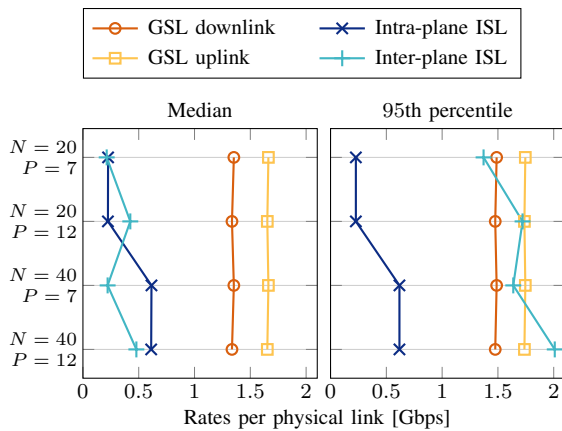 GSL downlink
Intra-plane ISL
GSL uplink
Inter-plane ISL
Median
95th percentile
N = 20
P = 7
N = 20
P = 12
N = 40
P = 7
N = 40
P = 12
0 0.5 1 1.5 2
0 0.5 1 1.5 2
Rates per physical link [Gbps]